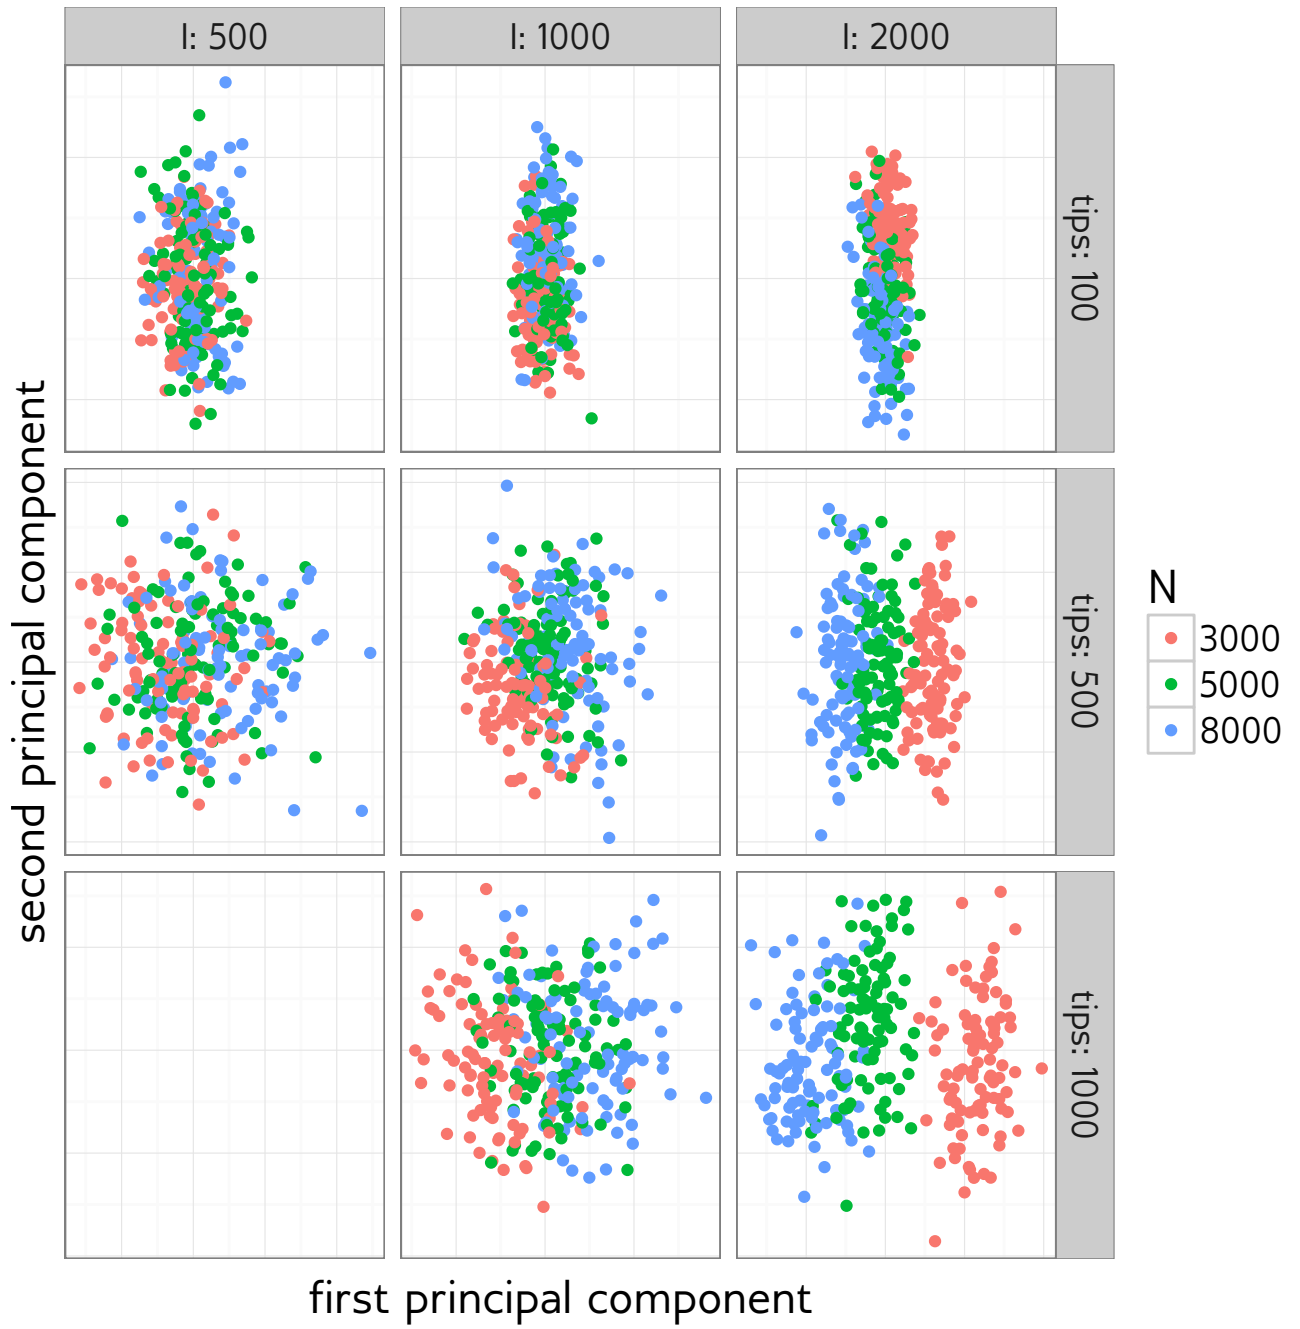 I: 500
I: 1000
I: 2000
tips: 100
tips: 500
tips: 1000
second principal component
first principal component
N
3000
5000
8000